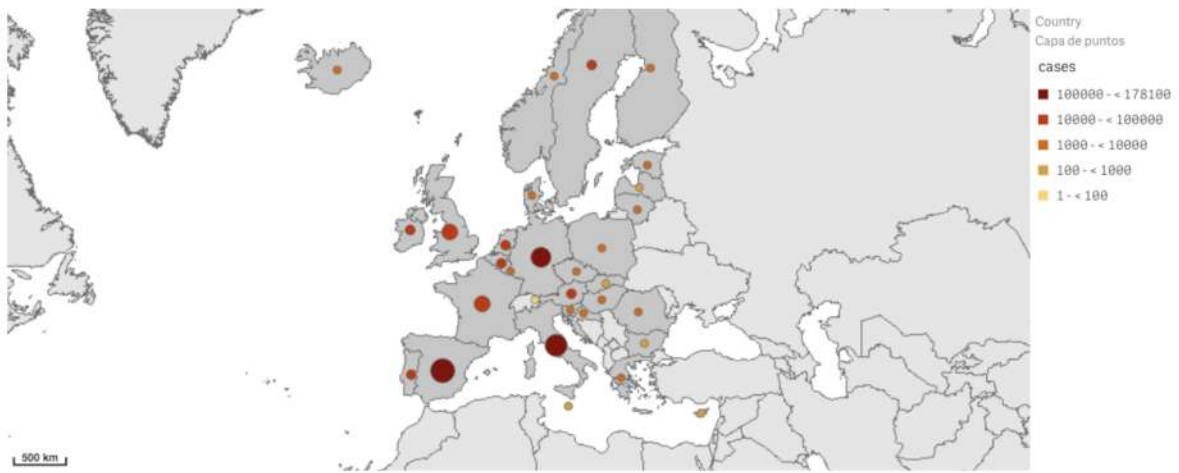 Country
Capa de puntos
cases
100000 - < 178100
10000 - < 100000
1000 - < 10000
100 - < 1000
1 - < 100
500 km